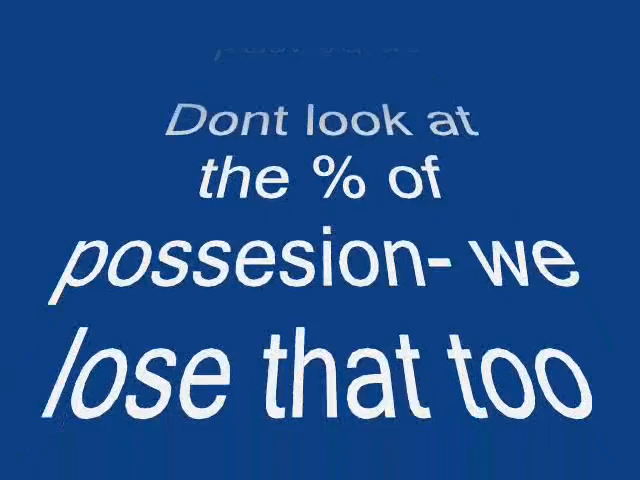 Dont look at
the % of
possesion- we
lose that too